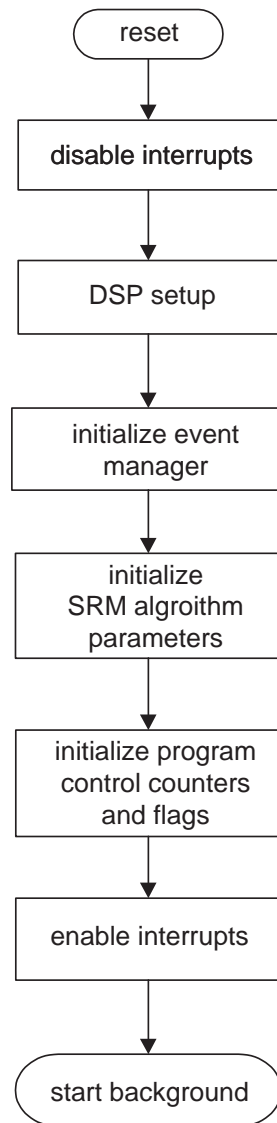 reset
disable interrupts
DSP setup
initialize event
manager
initialize
SRM algroithm
parameters
initialize program
control counters
and flags
enable interrupts
start background